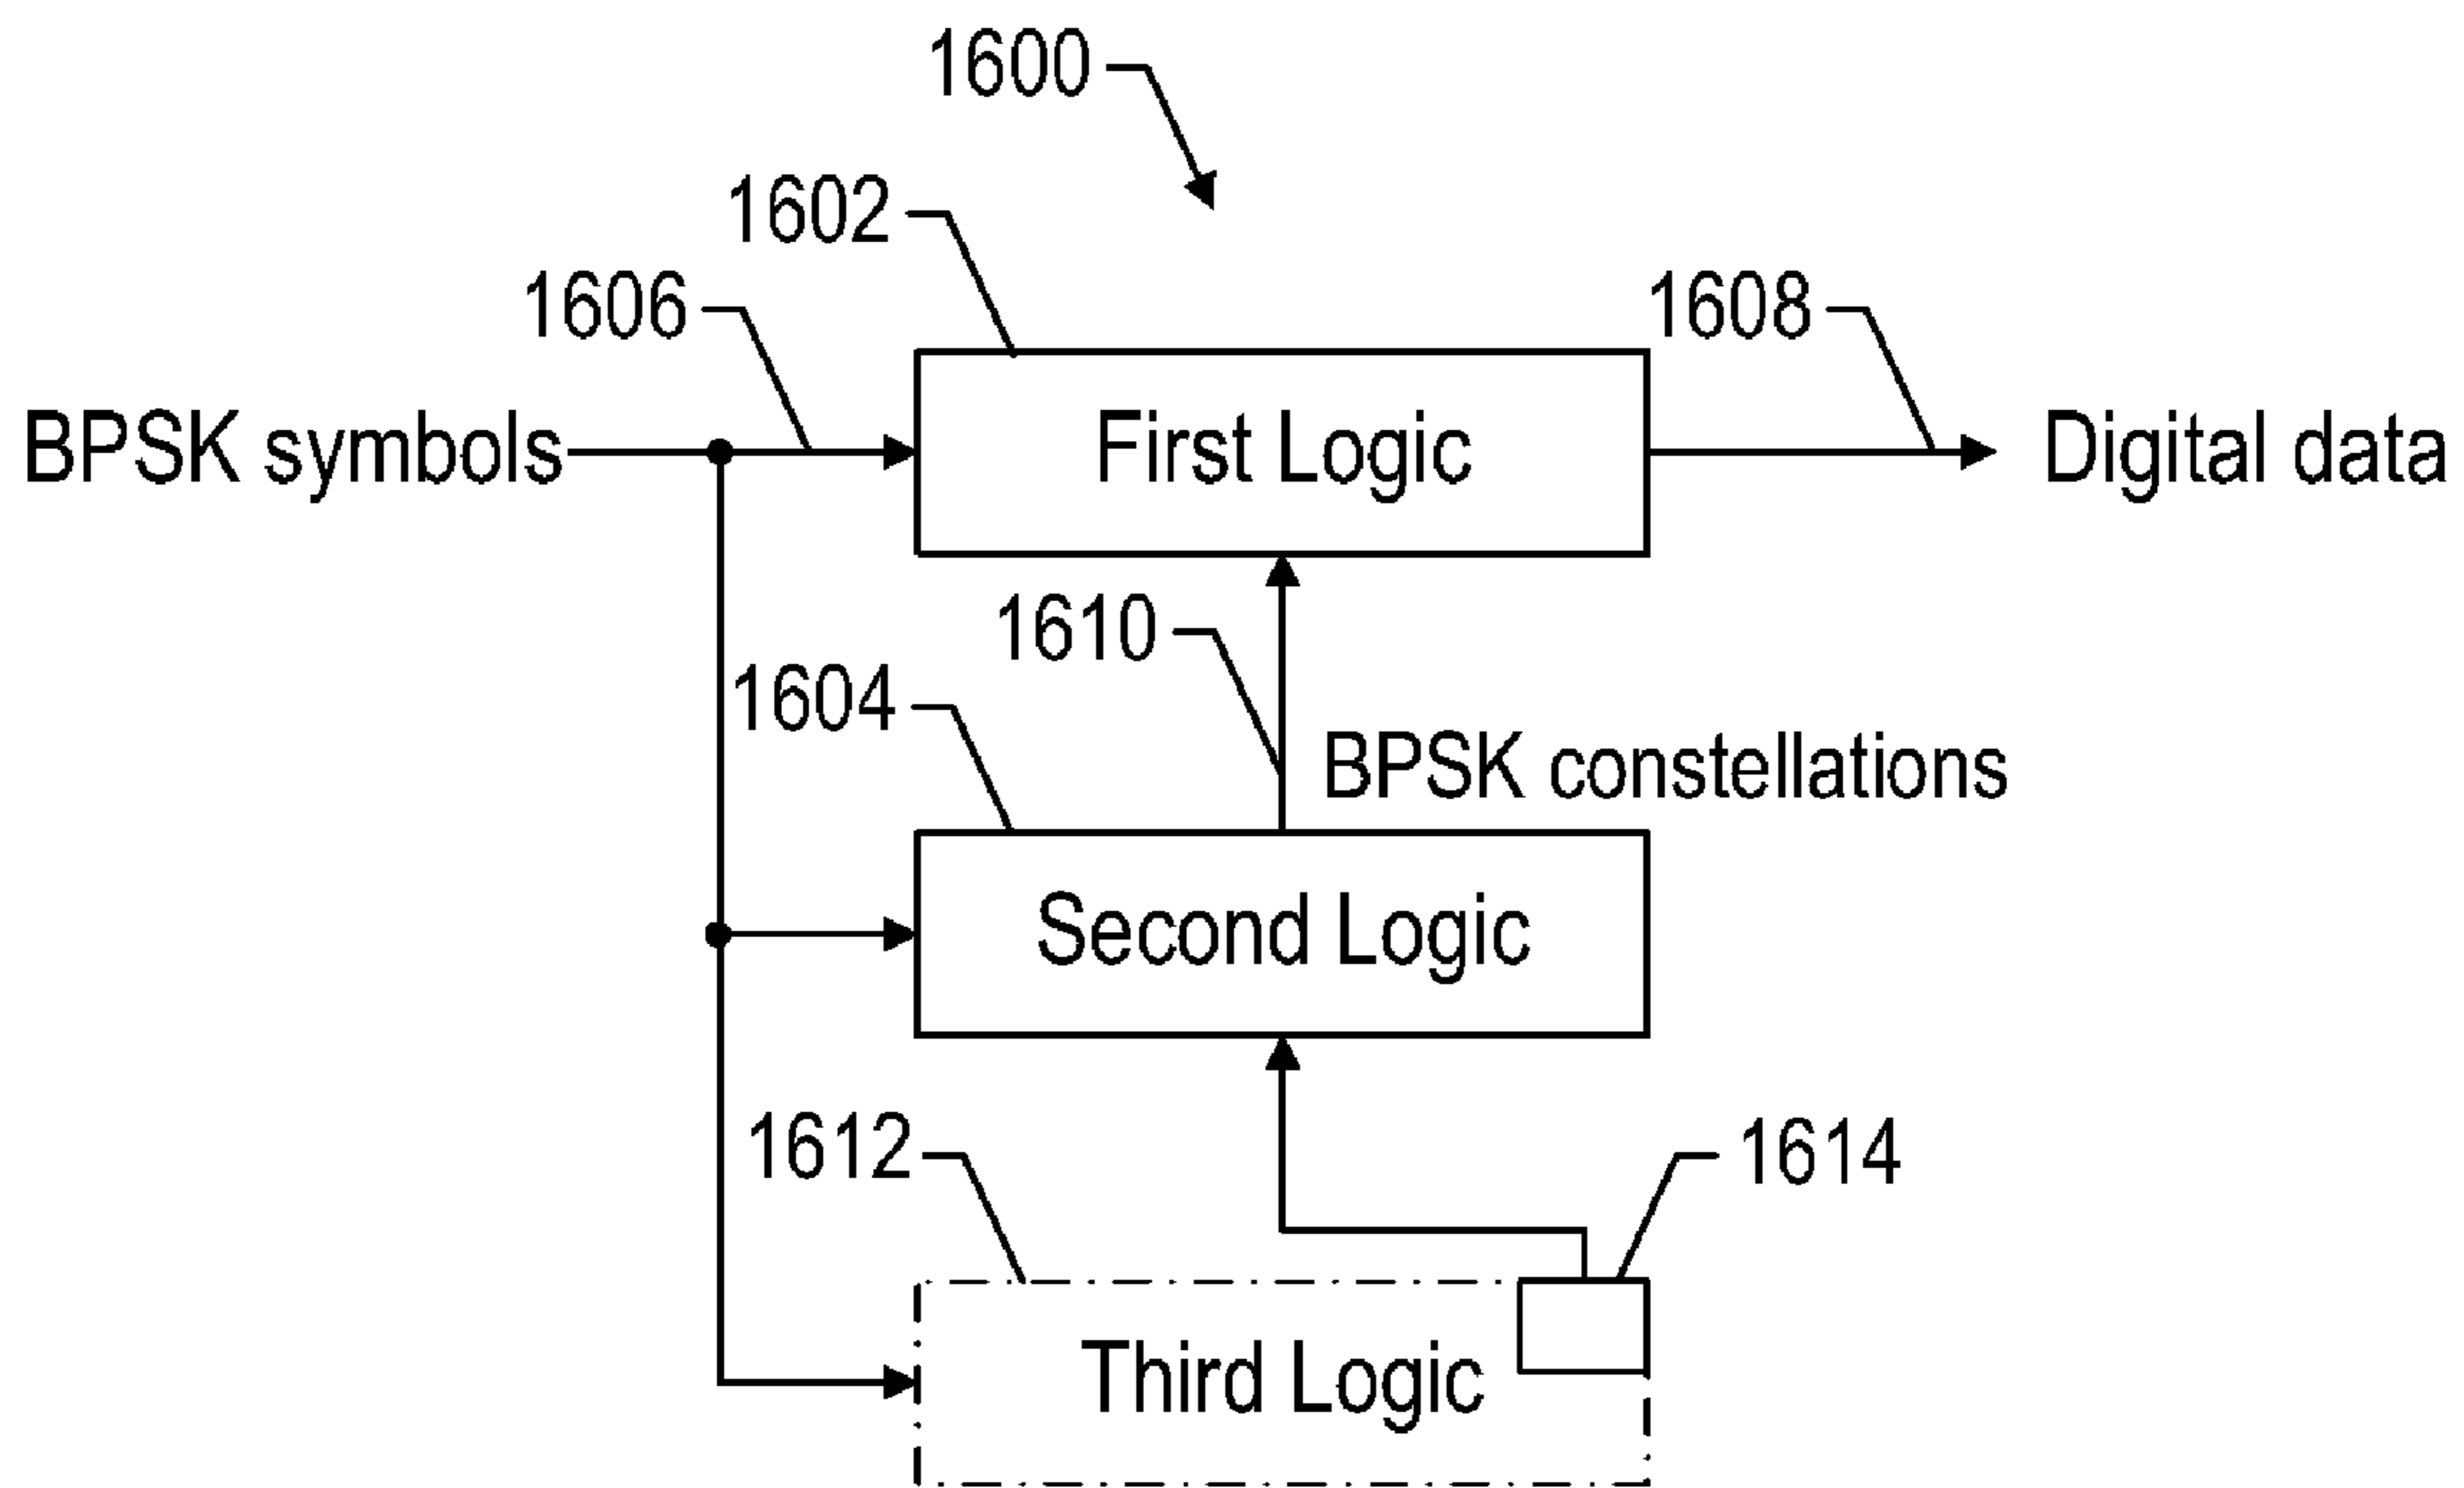 1600
1602
1606
1608
BPSK symbols
First Logic
Digital data
1610
1604
BPSK constellations
Second Logic
1612
1614
Third Logic